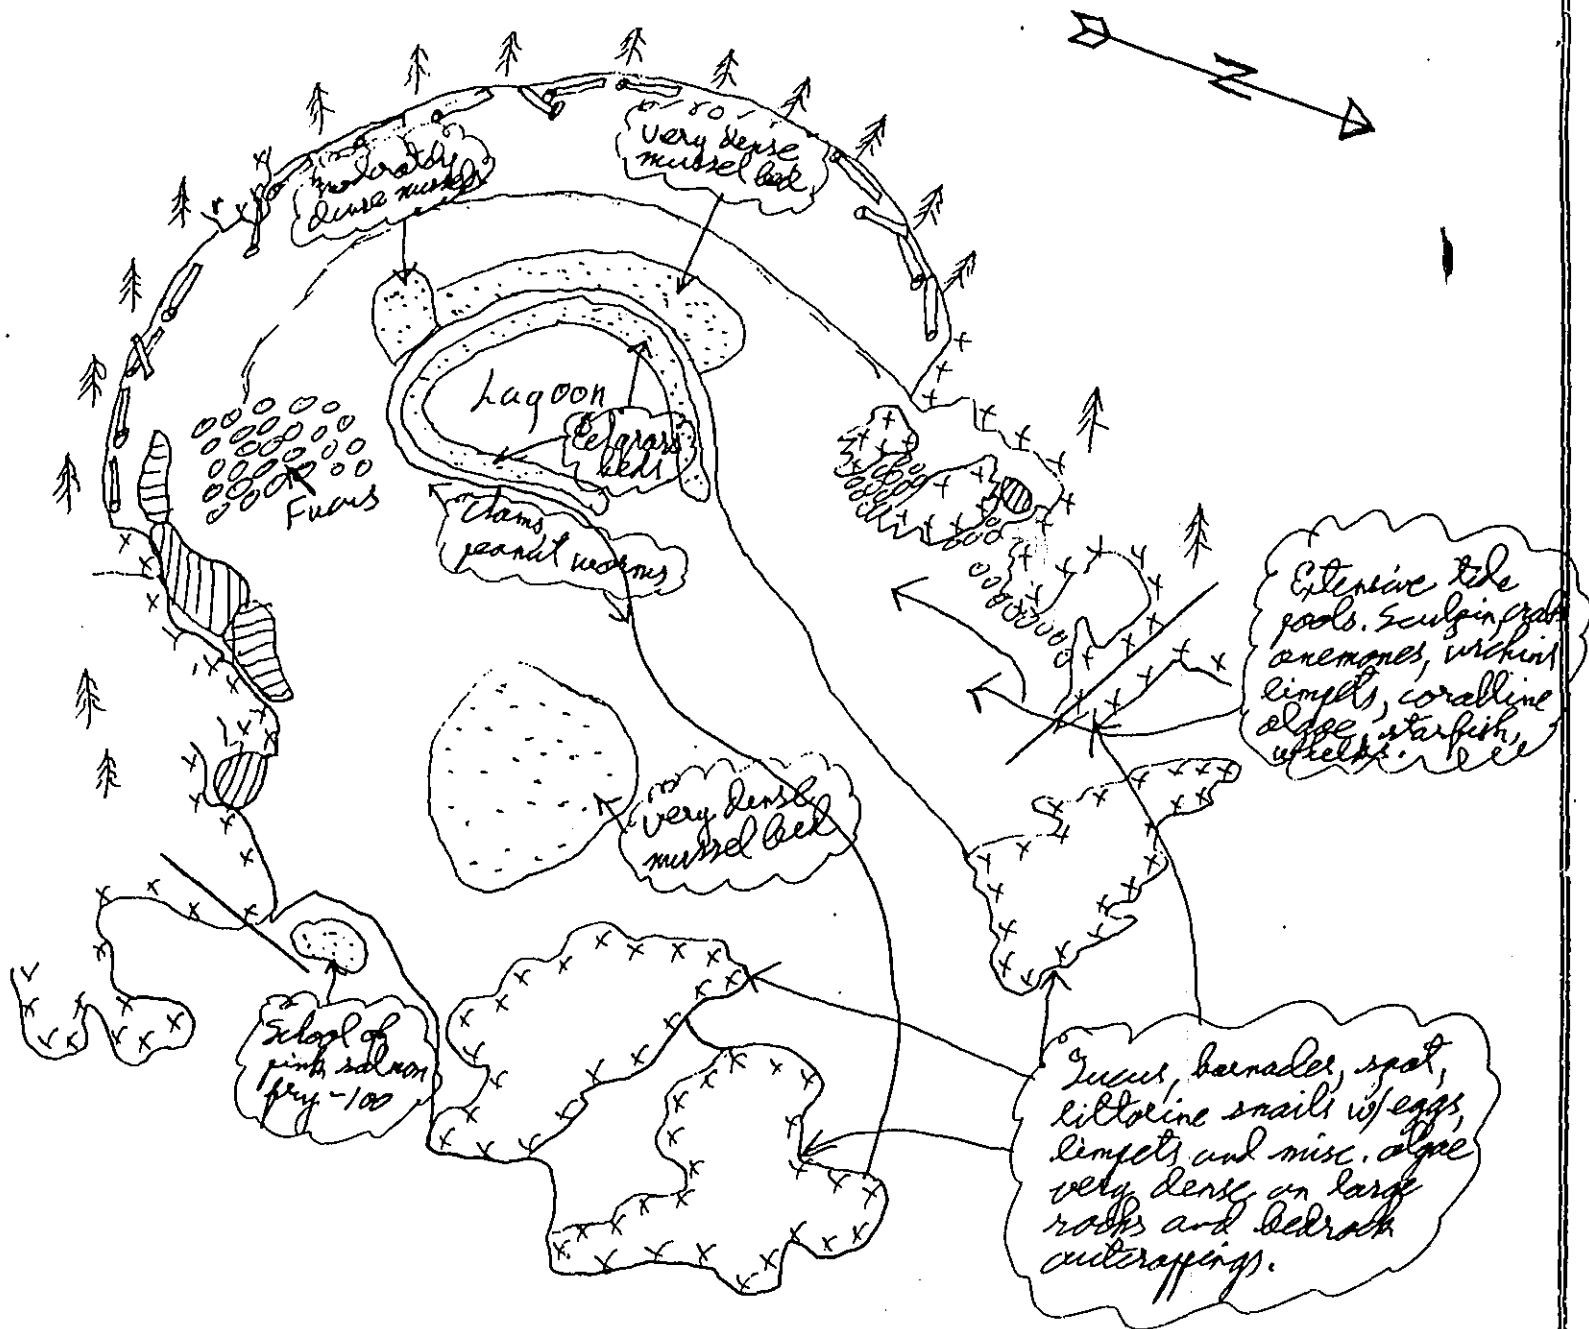 N
moderatly
dense mussels
very dense
mussel bed
Lagoon
Eelgrass
beds
Fucus
Clams,
peanut worms
Extensive tide
pools. Sculpin, crabs
anemones, urchins
limpets, coralline
algae, starfish,
whelks.
very dense
mussel bed
School of
pink salmon
fry -100
Fucus, barnacles, spat,
littorine snails w/eggs,
limpets and misc. algae
very dense on large
rocks and bedrock
outcroppings.